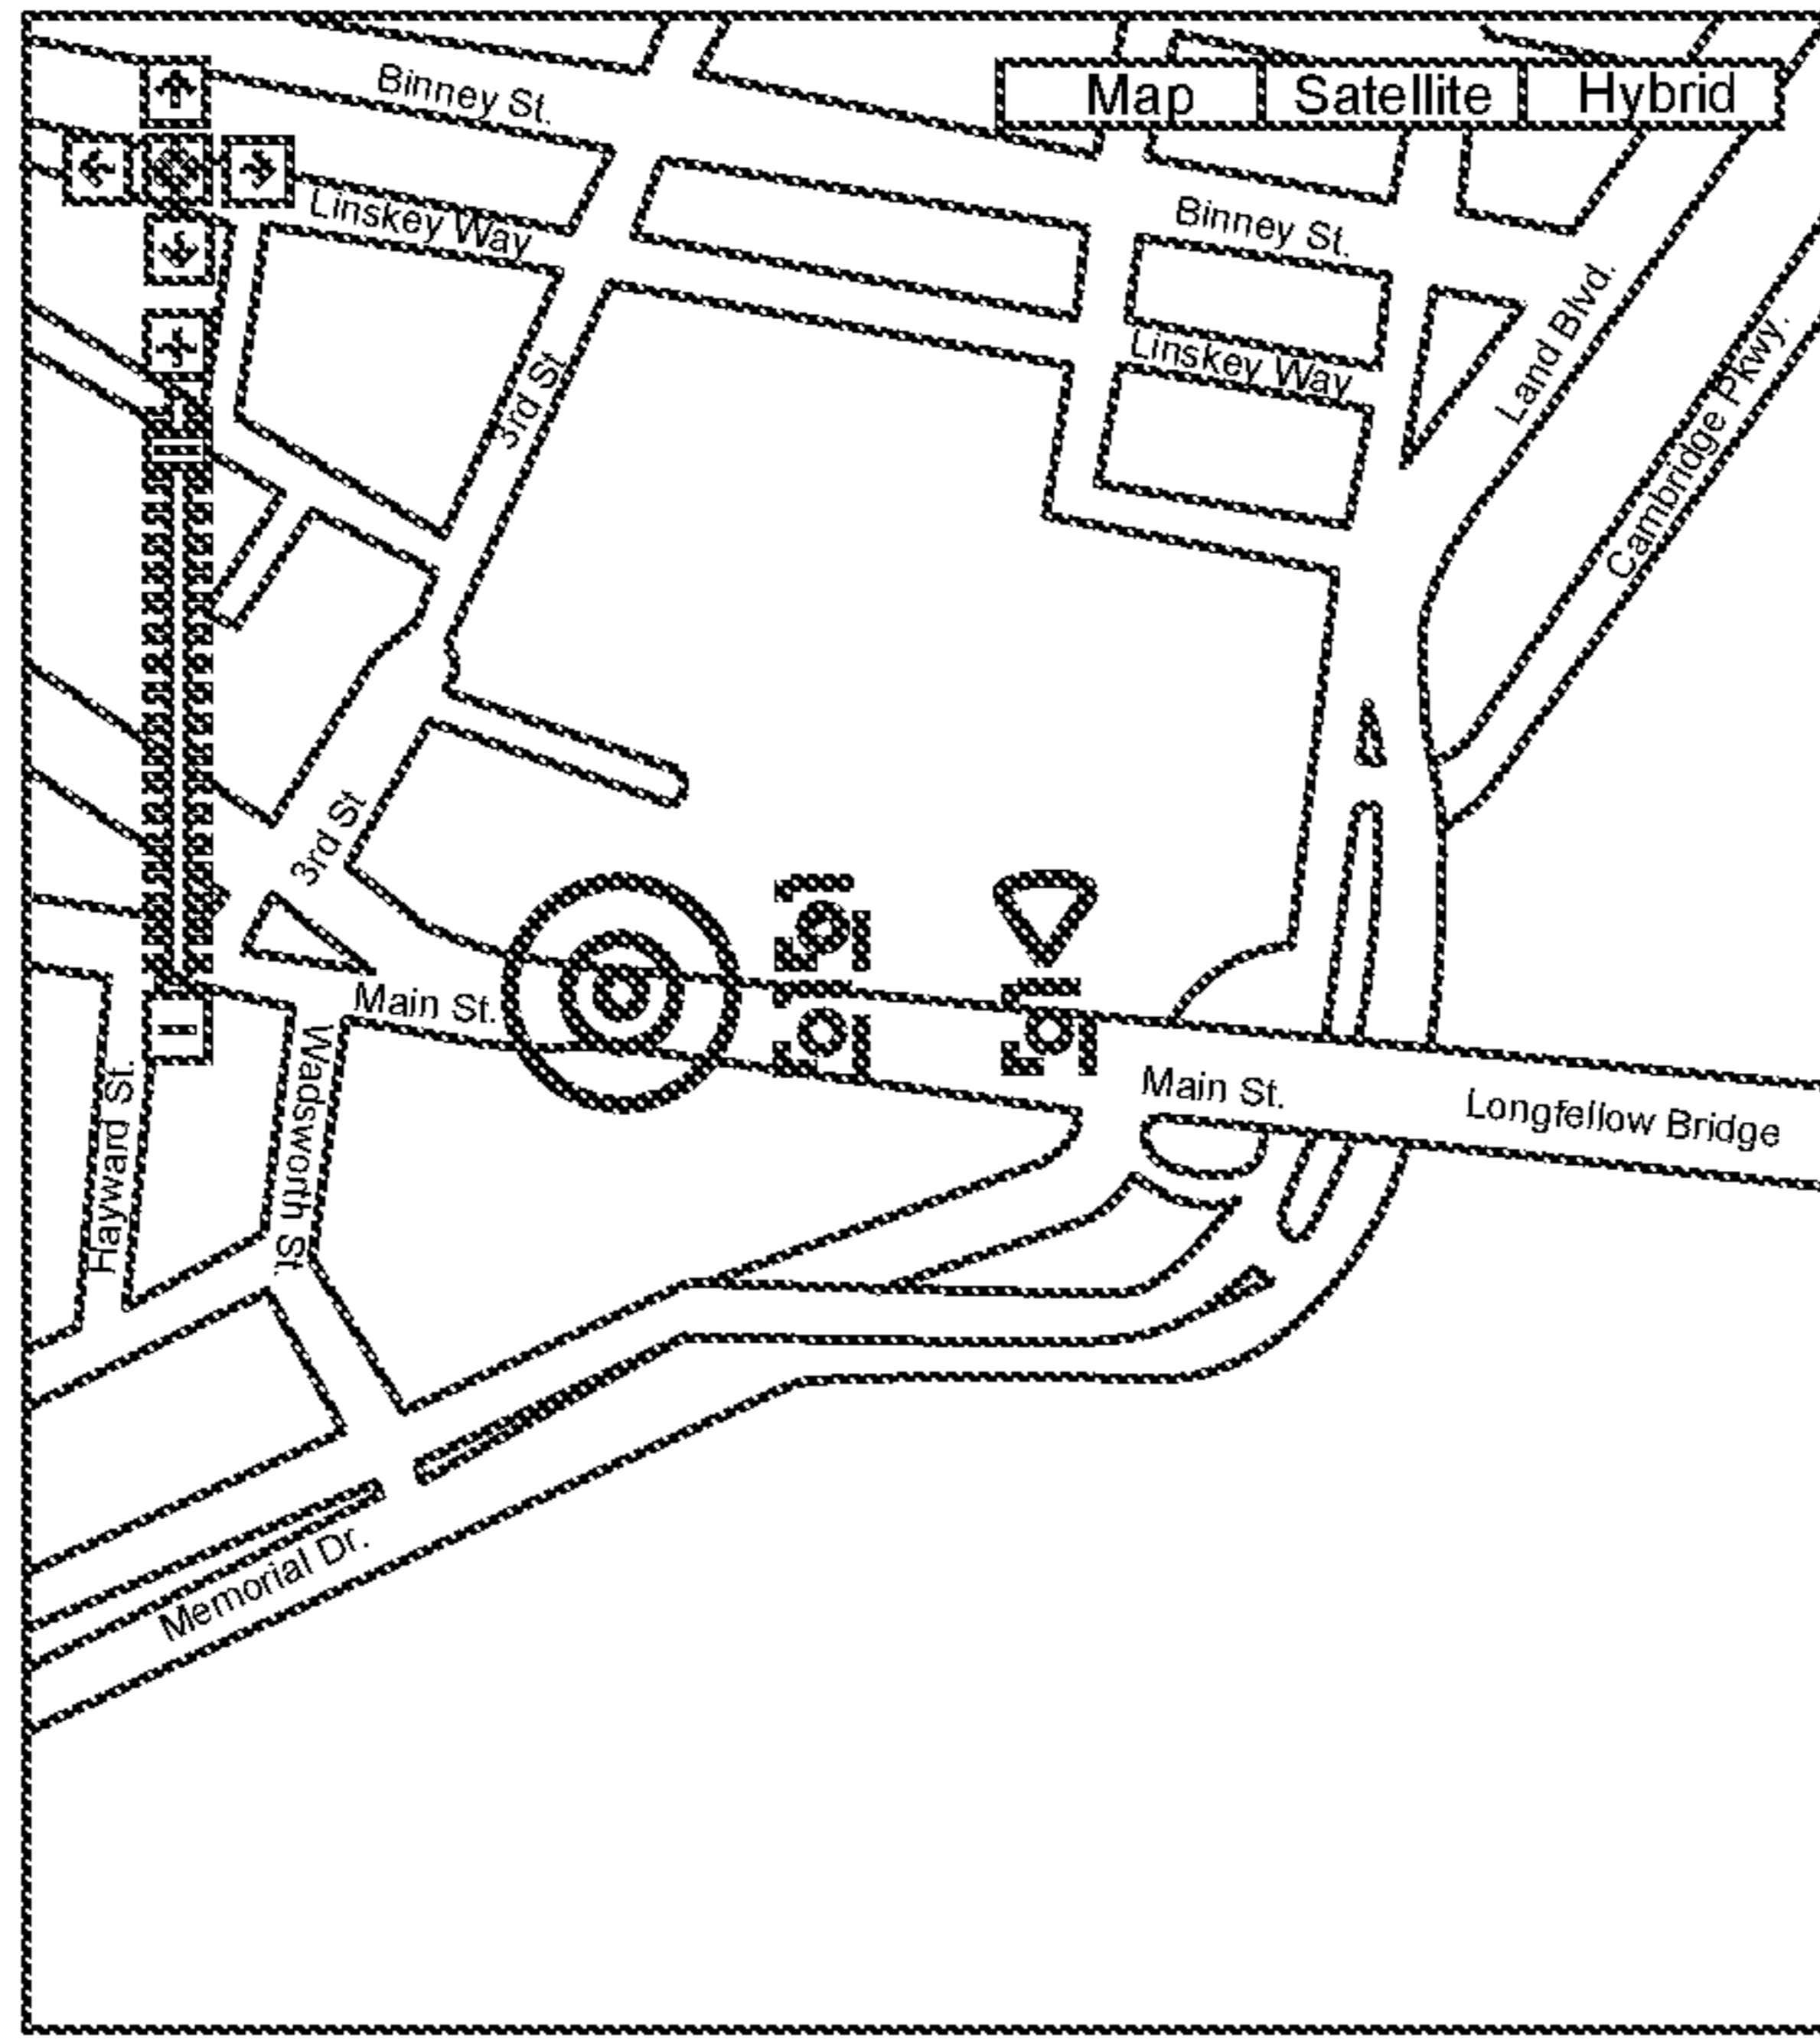 Binney St.
Map
Satellite
Hybrid
Linskey Way
Binney St.
Land Blvd.
Linskey Way
3rd St
Cambridge Pkwy.
3rd St
Main St.
Wadsworth St.
Hayward St.
Main St.
Longfellow Bridge
Memorial Dr.